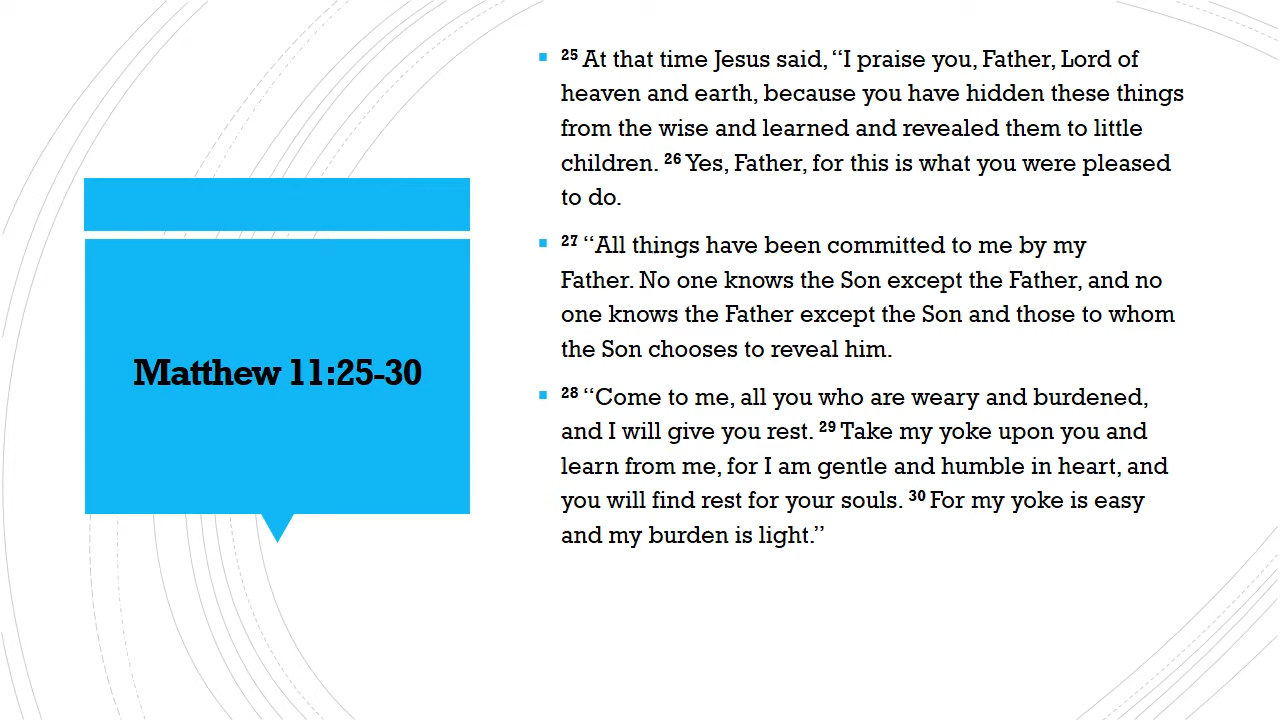 Matthew 11:25-30
25 At that time Jesus said, “I praise you, Father, Lord of
heaven and earth, because you have hidden these things
from the wise and learned and revealed them to little
children. 26 Yes, Father, for this is what you were pleased
to do.
27 “All things have been committed to me by my
Father. No one knows the Son except the Father, and no
one knows the Father except the Son and those to whom
the Son chooses to reveal him.
28 “Come to me, all you who are weary and burdened,
and I will give you rest. 29 Take my yoke upon you and
learn from me, for I am gentle and humble in heart, and
you will find rest for your souls. 30 For my yoke is easy
and my burden is light.”